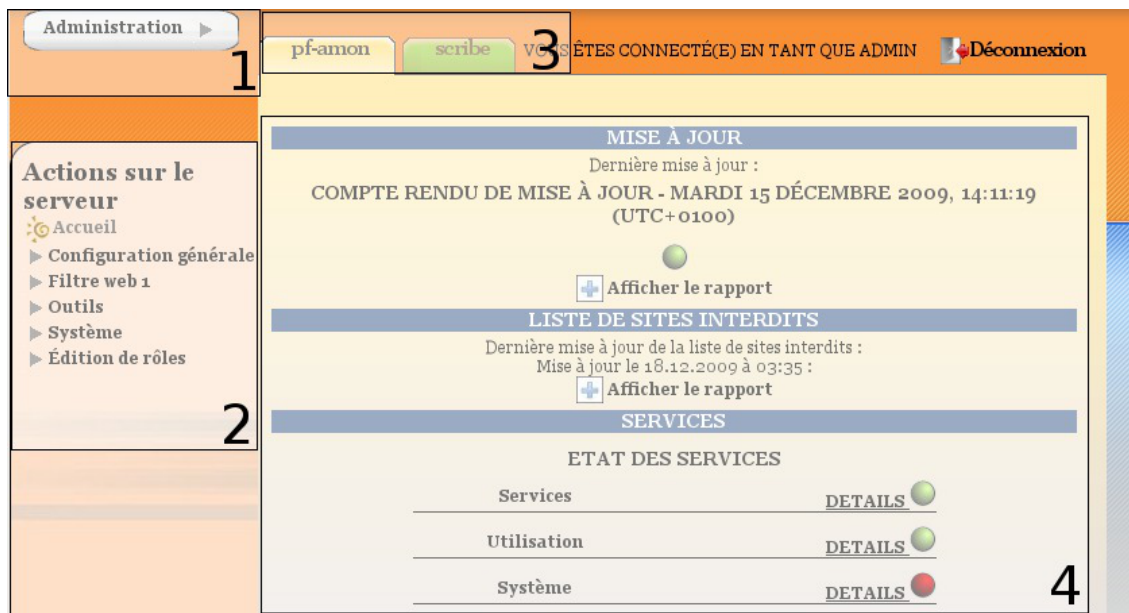 Administration
1
pf-amon
scribe
3
VOUS ÊTES CONNECTÉ(E) EN TANT QUE ADMIN
Déconnexion
Actions sur le
serveur
Accueil
Configuration générale
Filtre web 1
Outils
Système
Édition de rôles
2
MISE À JOUR
Dernière mise à jour :
COMPTE RENDU DE MISE À JOUR - MARDI 15 DÉCEMBRE 2009, 14:11:19
(UTC+0100)
Afficher le rapport
LISTE DE SITES INTERDITS
Dernière mise à jour de la liste de sites interdits :
Mise à jour le 18.12.2009 à 03:35 :
Afficher le rapport
SERVICES
ETAT DES SERVICES
Services DETAILS
Utilisation DETAILS
Système DETAILS
4